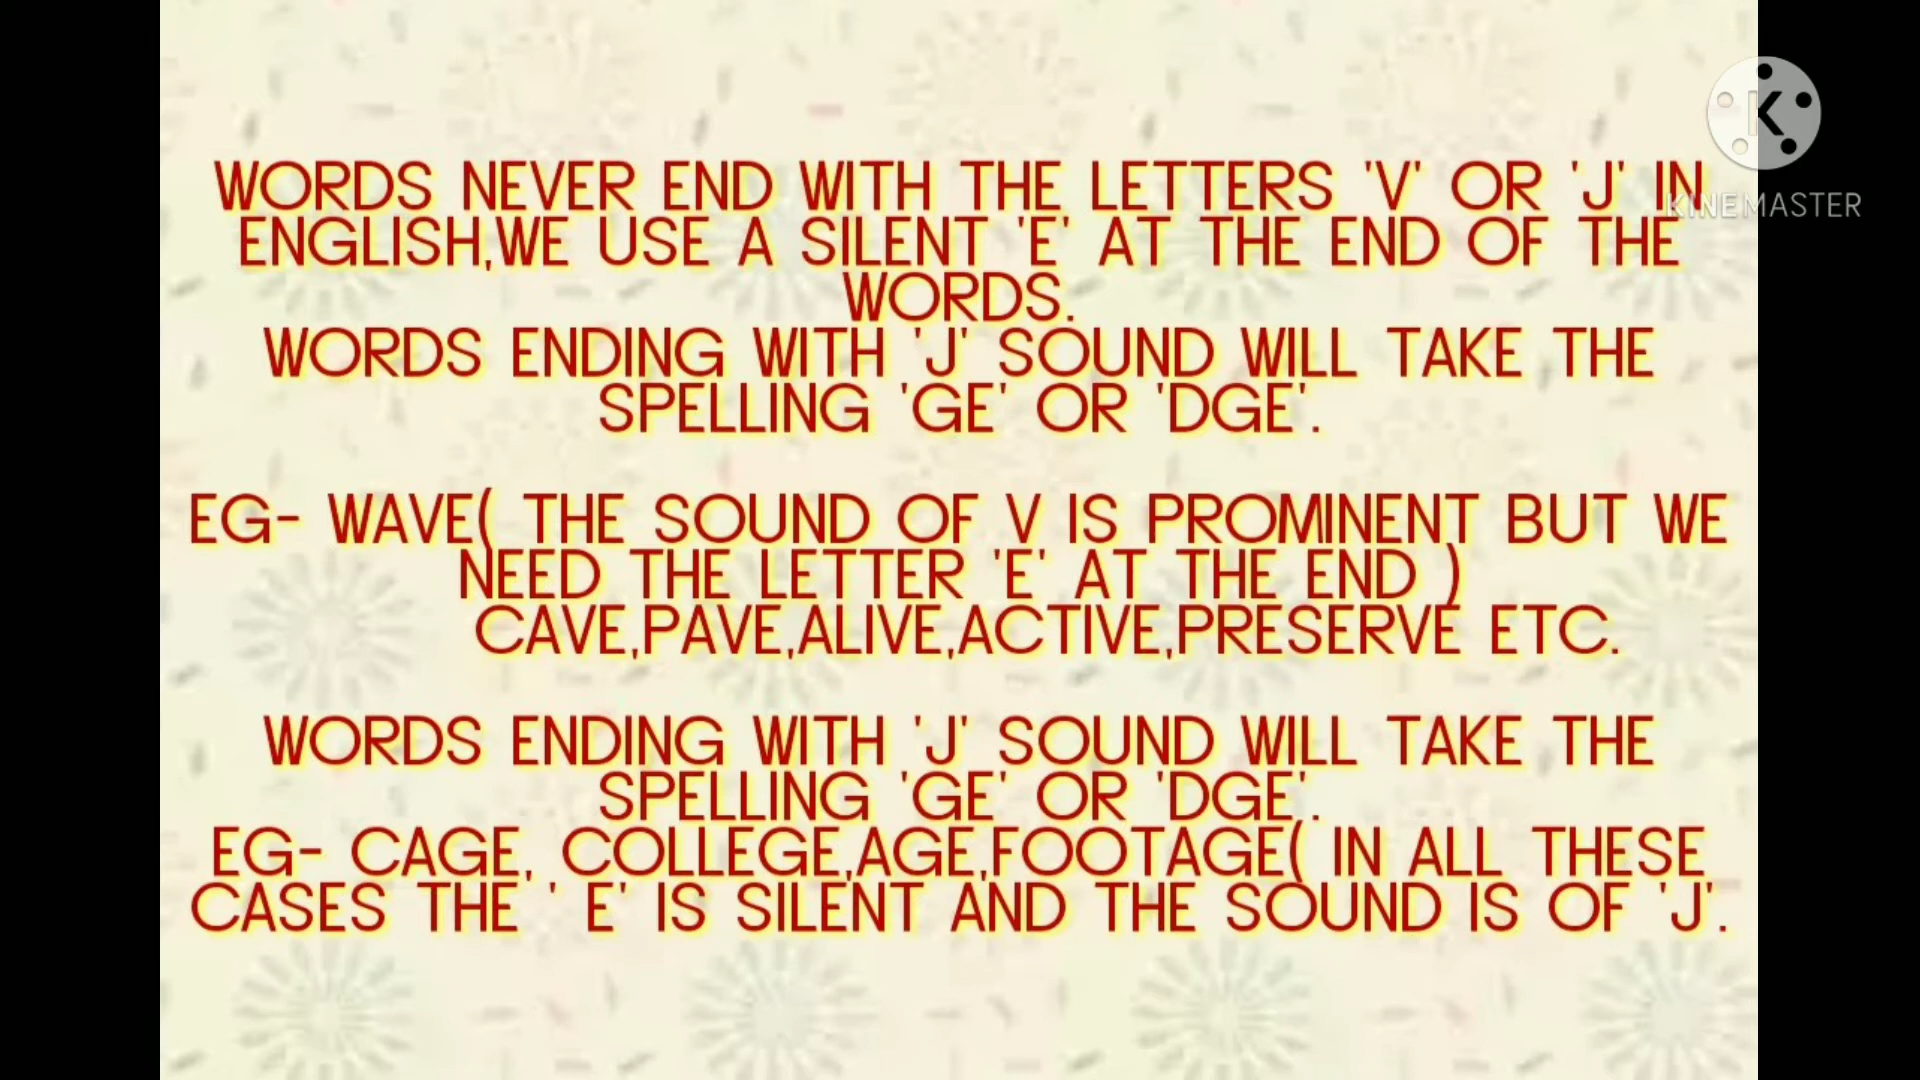 WORDS NEVER END WITH THE LETTERS 'V' OR 'J' IN
ENGLISH,WE USE A SILENT 'E' AT THE END OF THE
WORDS.
WORDS ENDING WITH 'J' SOUND WILL TAKE THE
SPELLING 'GE' OR 'DGE'.
EG- WAVE( THE SOUND OF V IS PROMINENT BUT WE
NEED THE LETTER 'E' AT THE END )
CAVE,PAVE,ALIVE,ACTIVE,PRESERVE ETC.
WORDS ENDING WITH 'J' SOUND WILL TAKE THE
SPELLING 'GE' OR 'DGE'.
EG- CAGE, COLLEGE,AGE,FOOTAGE( IN ALL THESE
CASES THE ' E' IS SILENT AND THE SOUND IS OF 'J'.
K
KINEMASTER